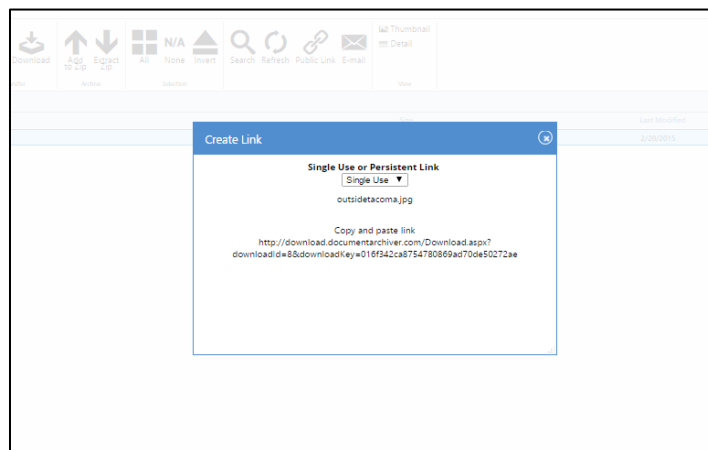 Thumbnail
Detail
Download
Add to Zip
Extract Zip
All
N/A
None
Invert
Search
Refresh
Public Link
E-mail
Archive
Selection
View
Size
Last Modified
2/20/2015
Create Link
Single Use or Persistent Link
Single Use ▼
outsidetacoma.jpg
Copy and paste link
http://download.documentarchiver.com/Download.aspx?
downloadId=8&downloadKey=016f342ca8754780869ad70de50272ae